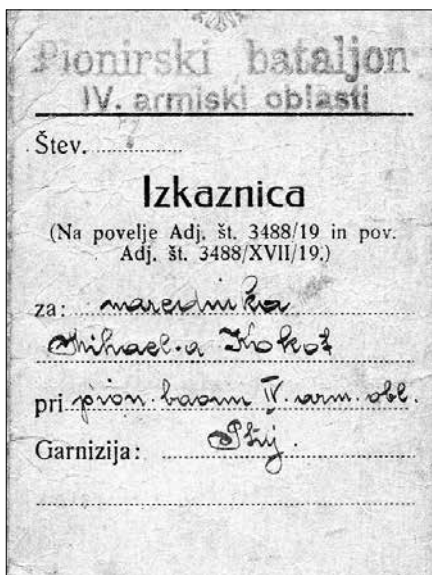 Pionirski bataljon
IV. armiski oblasti
Štev.
Izkaznica
(Na povelje Adj. št. 3488/19 in pov.
Adj. št. 3488/XVII/19.)
za: narednika
Mihael-a Kokot
pri pion. IV. arm. obl.
Garnizija: Ptuj.